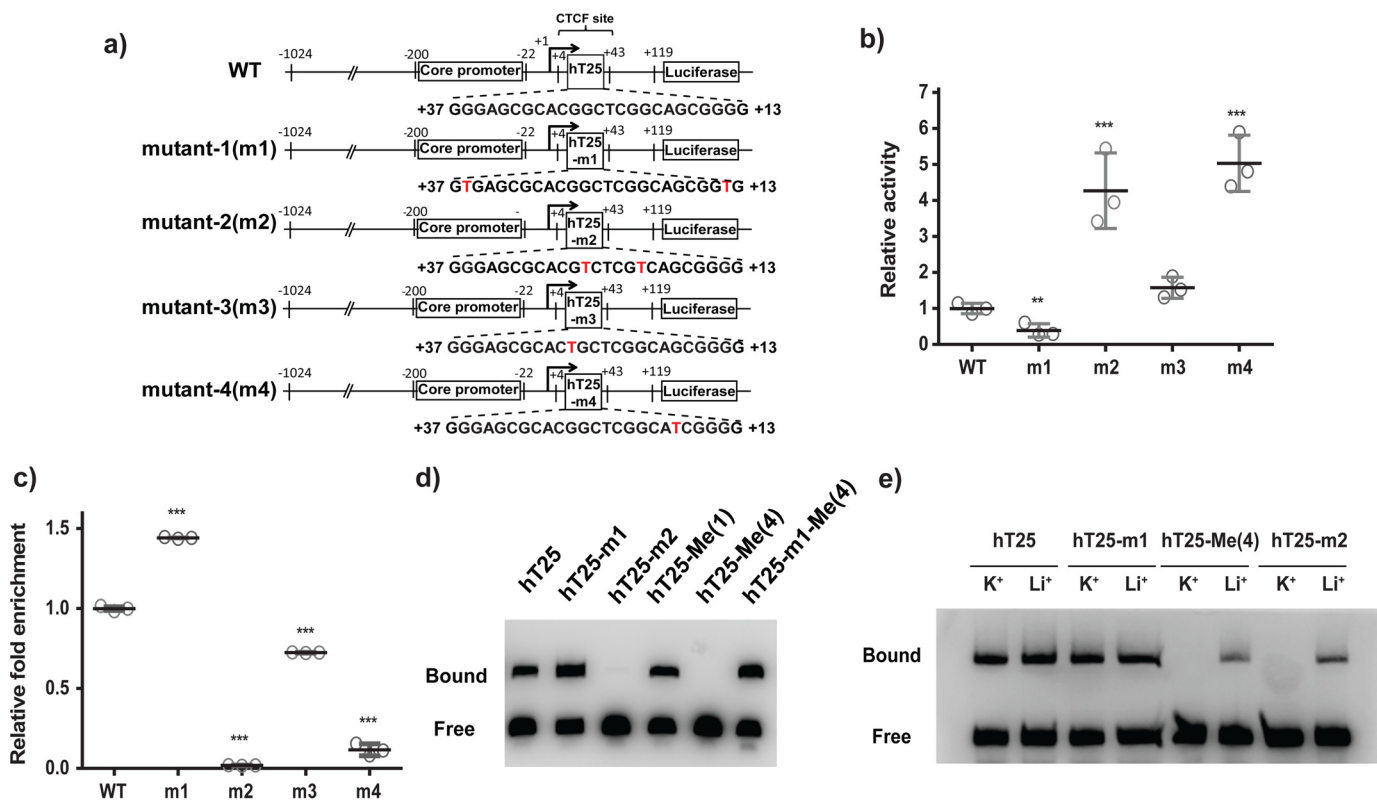 a)
CTCF site
WT
-1024 -200 -22 +1 +4 +43 +119
Core promoter hT25 Luciferase
+37 GGGAGCGCACGGCTCGGCAGCGGGG +13
mutant-1(m1)
-1024 -200 -22 +4 +43 +119
Core promoter hT25 -m1 Luciferase
+37 GTGAGCGCACGGCTCGGCAGCGGTG +13
mutant-2(m2)
-1024 -200 - +4 +43 +119
Core promoter hT25 -m2 Luciferase
+37 GGGAGCGCACGTCTCGTCAGCGGGG +13
mutant-3(m3)
-1024 -200 -22 +4 +43 +119
Core promoter hT25 -m3 Luciferase
+37 GGGAGCGCACTGCTCGGCAGCGGGG +13
mutant-4(m4)
-1024 -200 -22 +4 +43 +119
Core promoter hT25 -m4 Luciferase
+37 GGGAGCGCACGGCTCGGCATCGGGG +13
b)
Relative activity
7
6
5
4
3
2
1
0
** *** ***
WT m1 m2 m3 m4
c)
Relative fold enrichment
1.5
1.0
0.5
0.0
*** *** *** ***
WT m1 m2 m3 m4
d)
hT25 hT25-m1 hT25-m2 hT25-Me(1) hT25-Me(4) hT25-m1-Me(4)
Bound
Free
e)
hT25 hT25-m1 hT25-Me(4) hT25-m2
K+ Li+ K+ Li+ K+ Li+ K+ Li+
Bound
Free